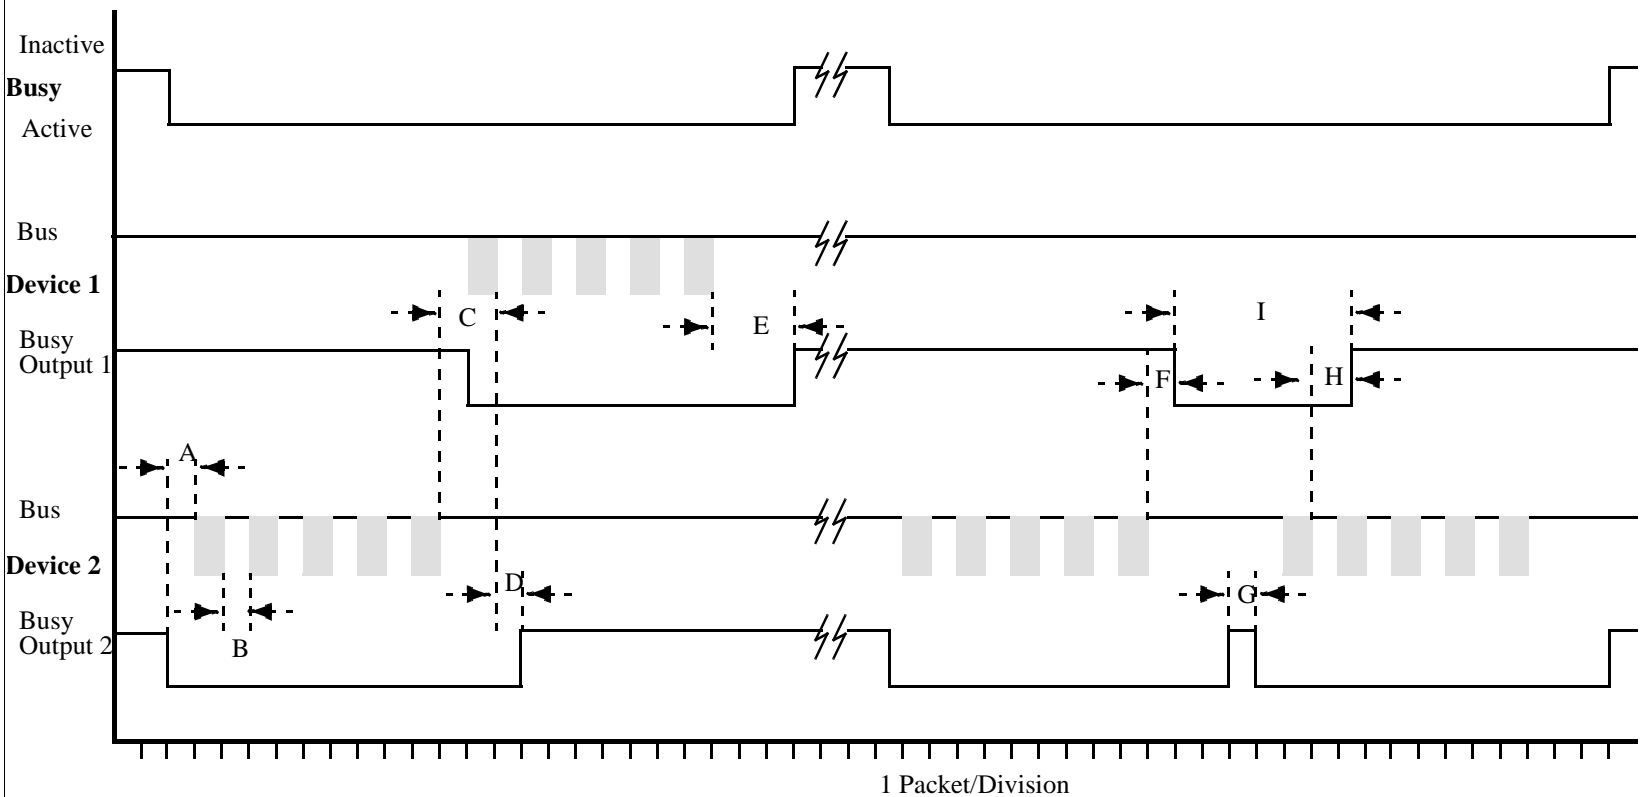 Inactive
Busy
Active
Bus
Device 1
C
E
I
Busy
Output 1
F
H
A
Bus
Device 2
D
G
B
Busy
Output 2
1 Packet/Division